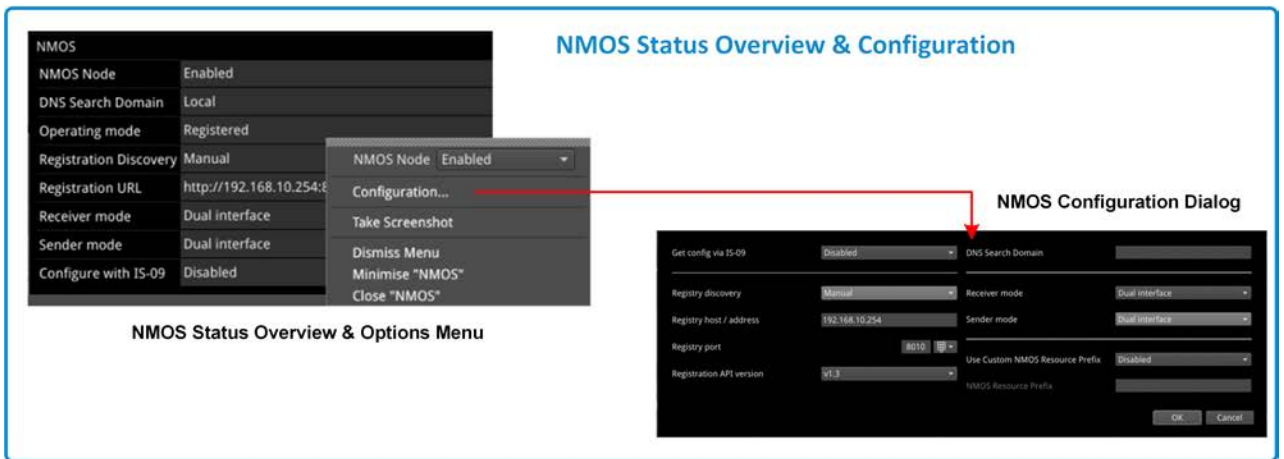 NMOS Status Overview & Configuration
NMOS
NMOS Node Enabled
DNS Search Domain Local
Operating mode Registered
Registration Discovery Manual
Registration URL http://192.168.10.254:8
Receiver mode Dual interface
Sender mode Dual interface
Configure with IS-09 Disabled
NMOS Node Enabled
Configuration...
Take Screenshot
Dismiss Menu
Minimise "NMOS"
Close "NMOS"
NMOS Status Overview & Options Menu
NMOS Configuration Dialog
Get config via IS-09 Disabled
DNS Search Domain
Registry discovery Manual
Receiver mode Dual interface
Registry host / address 192.168.10.254
Sender mode Dual interface
Registry port 8010
Use Custom NMOS Resource Prefix Disabled
Registration API version v1.3
NMOS Resource Prefix
OK Cancel